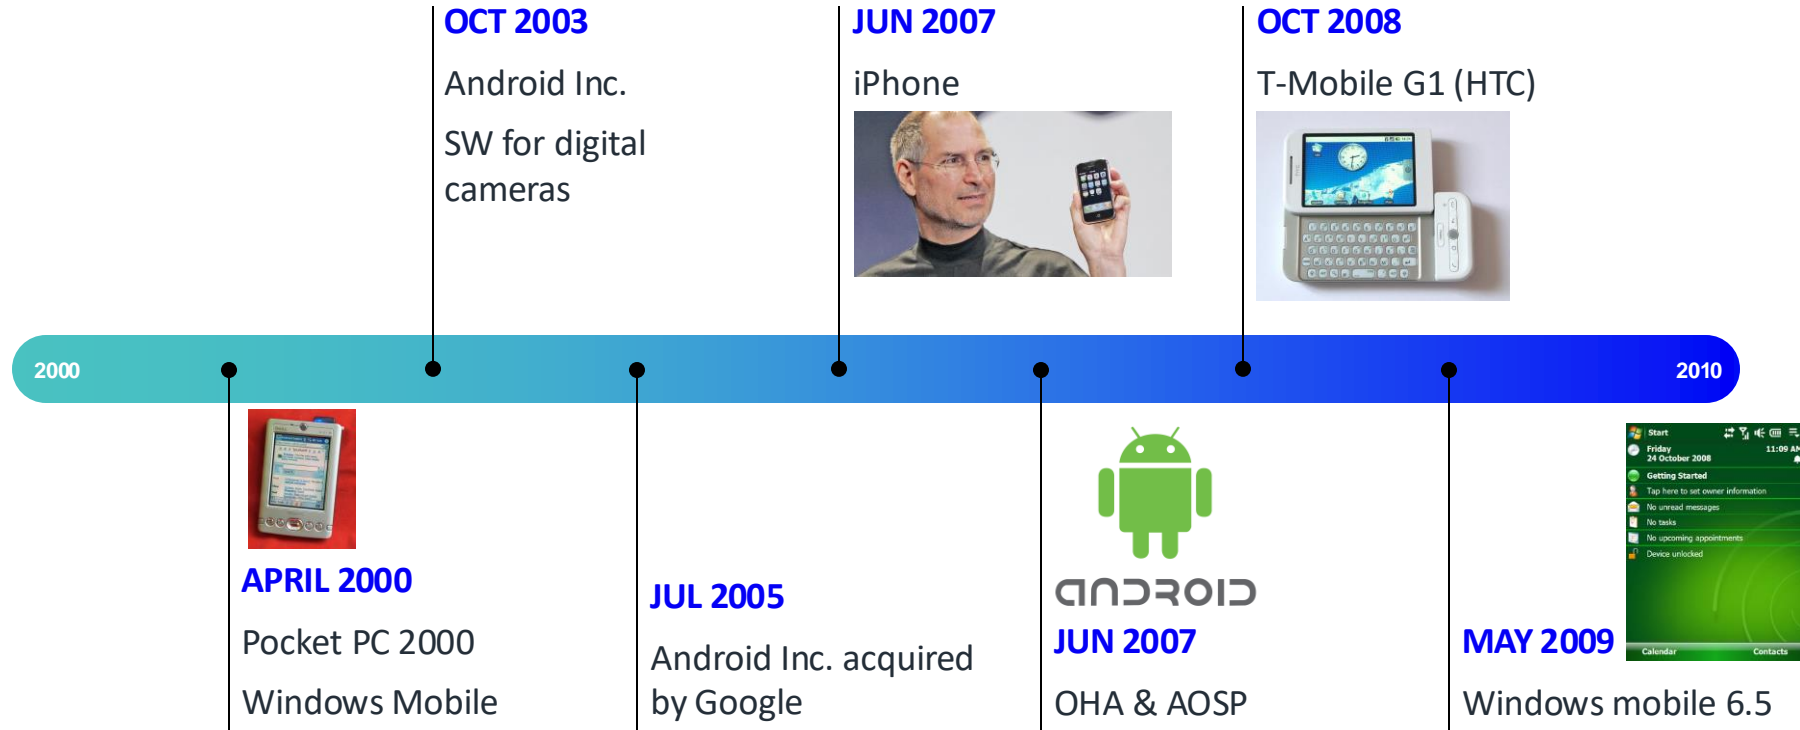 OCT 2003
Android Inc.
SW for digital
cameras
JUN 2007
iPhone
OCT 2008
T-Mobile G1 (HTC)
2000
2010
APRIL 2000
Pocket PC 2000
Windows Mobile
JUL 2005
Android Inc. acquired
by Google
ANDROID
JUN 2007
OHA & AOSP
MAY 2009
Windows mobile 6.5
Start
Friday
11:09 AM
24 October 2008
Getting Started
Tap here to set owner information
No unread messages
No tasks
No upcoming appointments
Device unlocked
Calendar
Contacts